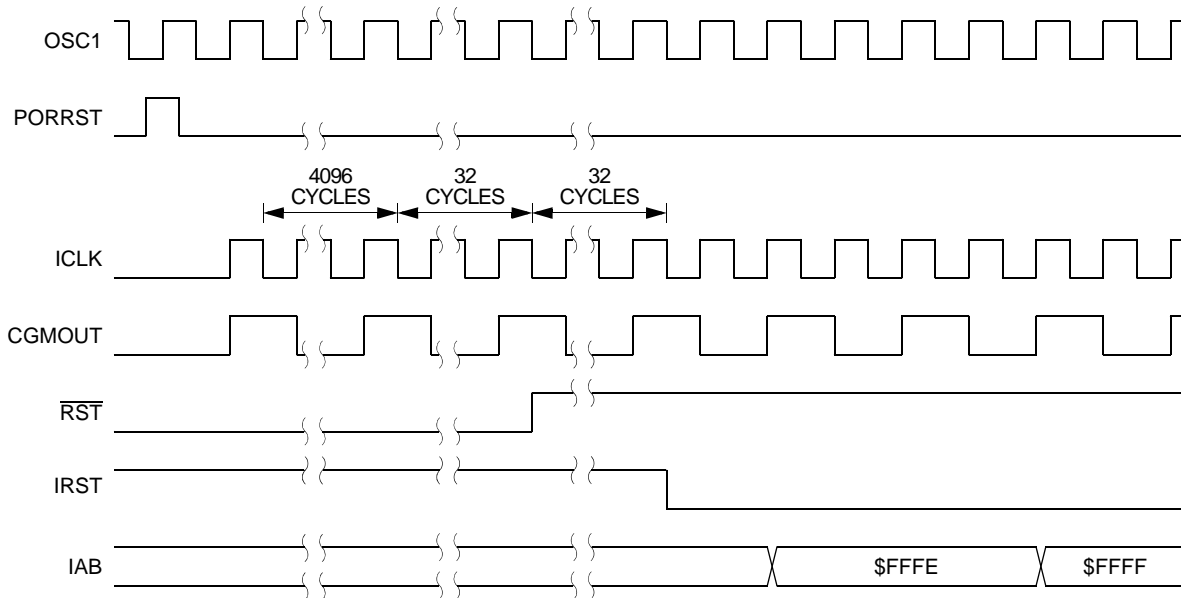 OSC1
PORRST
4096
CYCLES
32
CYCLES
32
CYCLES
ICLK
CGMOUT
RST
IRST
IAB
$FFFE
$FFFF